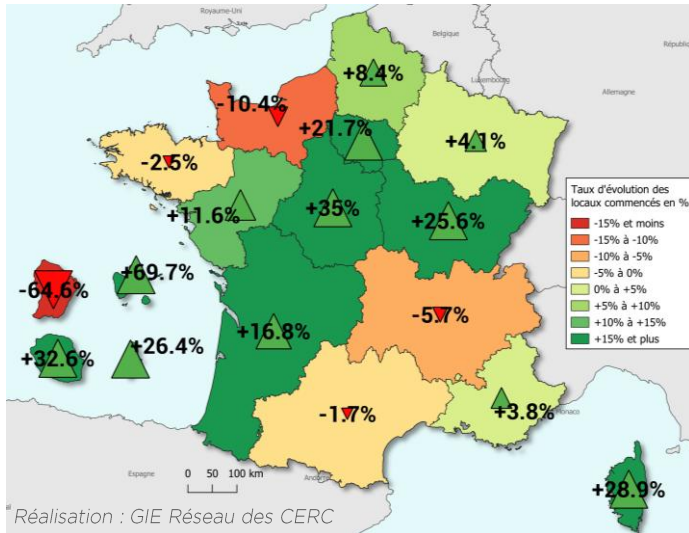 Royaume-Uni
Belgique
Luxembourg
Allemagne
+8.4%
-10.4%
+21.7%
+4.1%
-2.5%
+11.6%
+35%
+25.6%
Taux d'évolution des
locaux commencés en %
-15% et moins
-15% à -10%
-10% à -5%
-5% à 0%
0% à +5%
+5% à +10%
+10% à +15%
+15% et plus
+69.7%
-64.6%
+32.6%
+26.4%
+16.8%
-5.7%
-1.7%
+3.8%
Monaco
Espagne
0 50 100 km
+28.9%
Réalisation : GIE Réseau des CERC